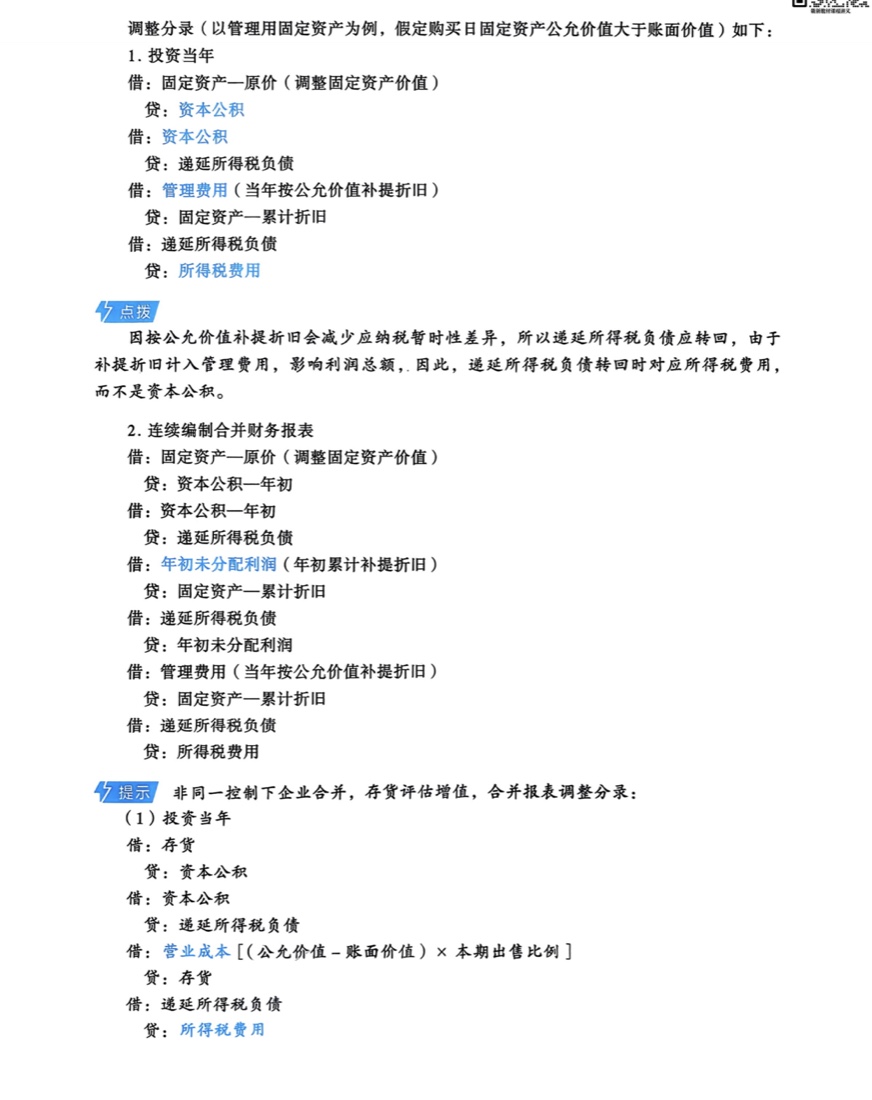 调整分录（以管理用固定资产为例，假定购买日固定资产公允价值大于账面价值）如下：
1. 投资当年
借：固定资产—原价（调整固定资产价值）
贷：资本公积
借：资本公积
贷：递延所得税负债
借：管理费用（当年按公允价值补提折旧）
贷：固定资产—累计折旧
借：递延所得税负债
贷：所得税费用
点拨
因按公允价值补提折旧会减少应纳税暂时性差异，所以递延所得税负债应转回，由于
补提折旧计入管理费用，影响利润总额，因此，递延所得税负债转回时对应所得税费用，
而不是资本公积。
2. 连续编制合并财务报表
借：固定资产—原价（调整固定资产价值）
贷：资本公积—年初
借：资本公积—年初
贷：递延所得税负债
借：年初未分配利润（年初累计补提折旧）
贷：固定资产—累计折旧
借：递延所得税负债
贷：年初未分配利润
借：管理费用（当年按公允价值补提折旧）
贷：固定资产—累计折旧
借：递延所得税负债
贷：所得税费用
提示 非同一控制下企业合并，存货评估增值，合并报表调整分录：
（1）投资当年
借：存货
贷：资本公积
借：资本公积
贷：递延所得税负债
借：营业成本［（公允价值－账面价值）× 本期出售比例］
贷：存货
借：递延所得税负债
贷：所得税费用